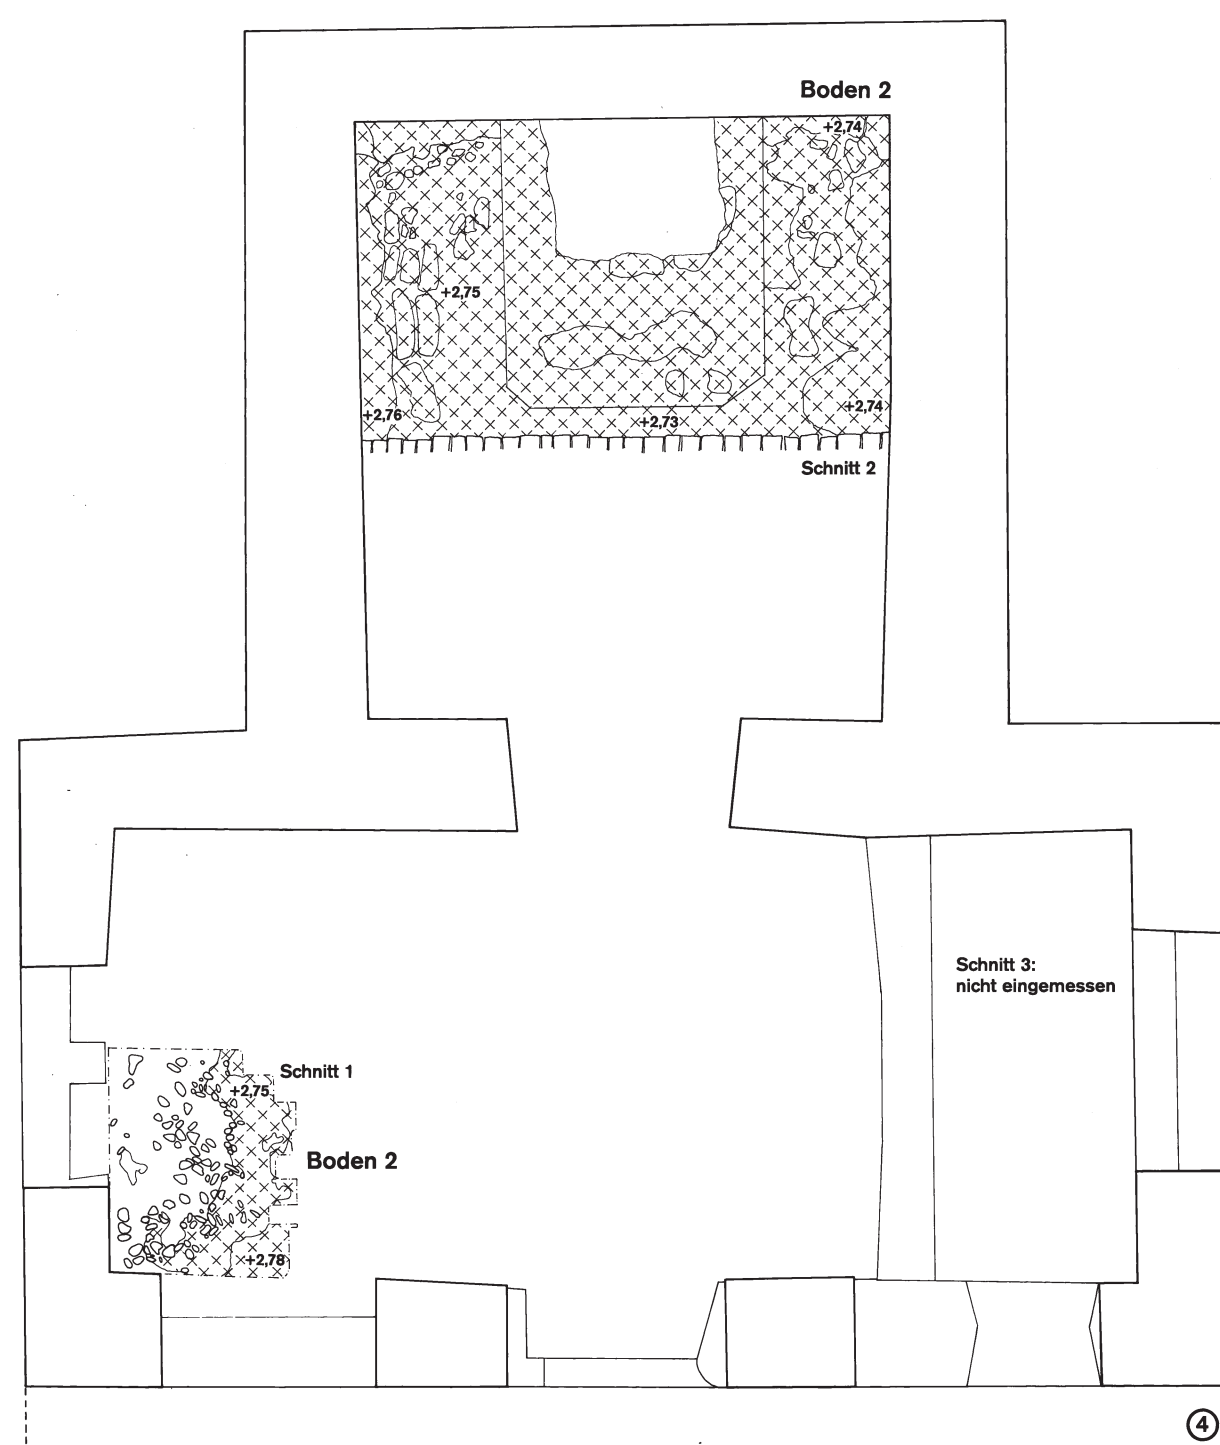 Boden 2
+2,74
+2,75
+2,76
+2,74
+2,73
Schnitt 2
Schnitt 3:
nicht eingemessen
Schnitt 1
+2,75
Boden 2
+2,78
4